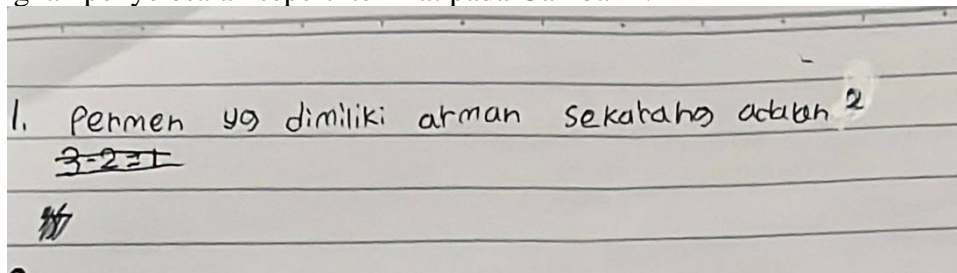 1. Permen yg dimiliki arman sekarang adalah 2
3-2=1